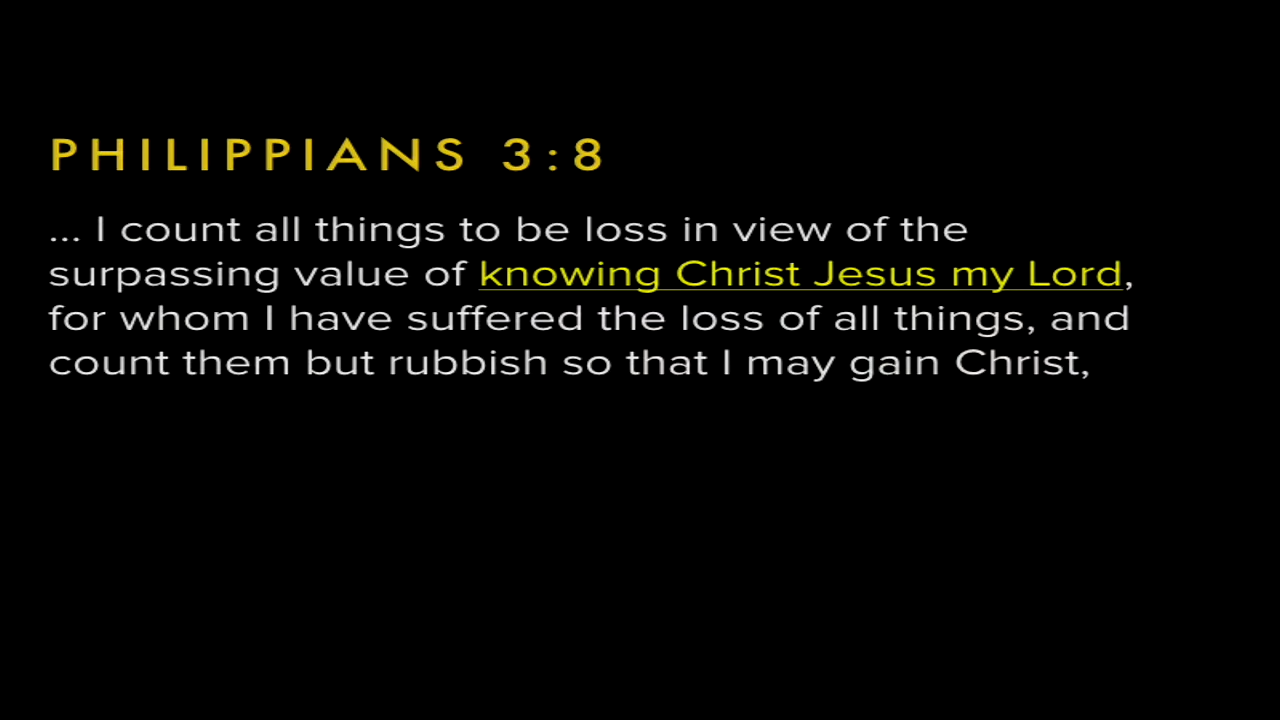 PHILIPPIANS 3:8
... I count all things to be loss in view of the
surpassing value of knowing Christ Jesus my Lord,
for whom I have suffered the loss of all things, and
count them but rubbish so that I may gain Christ,